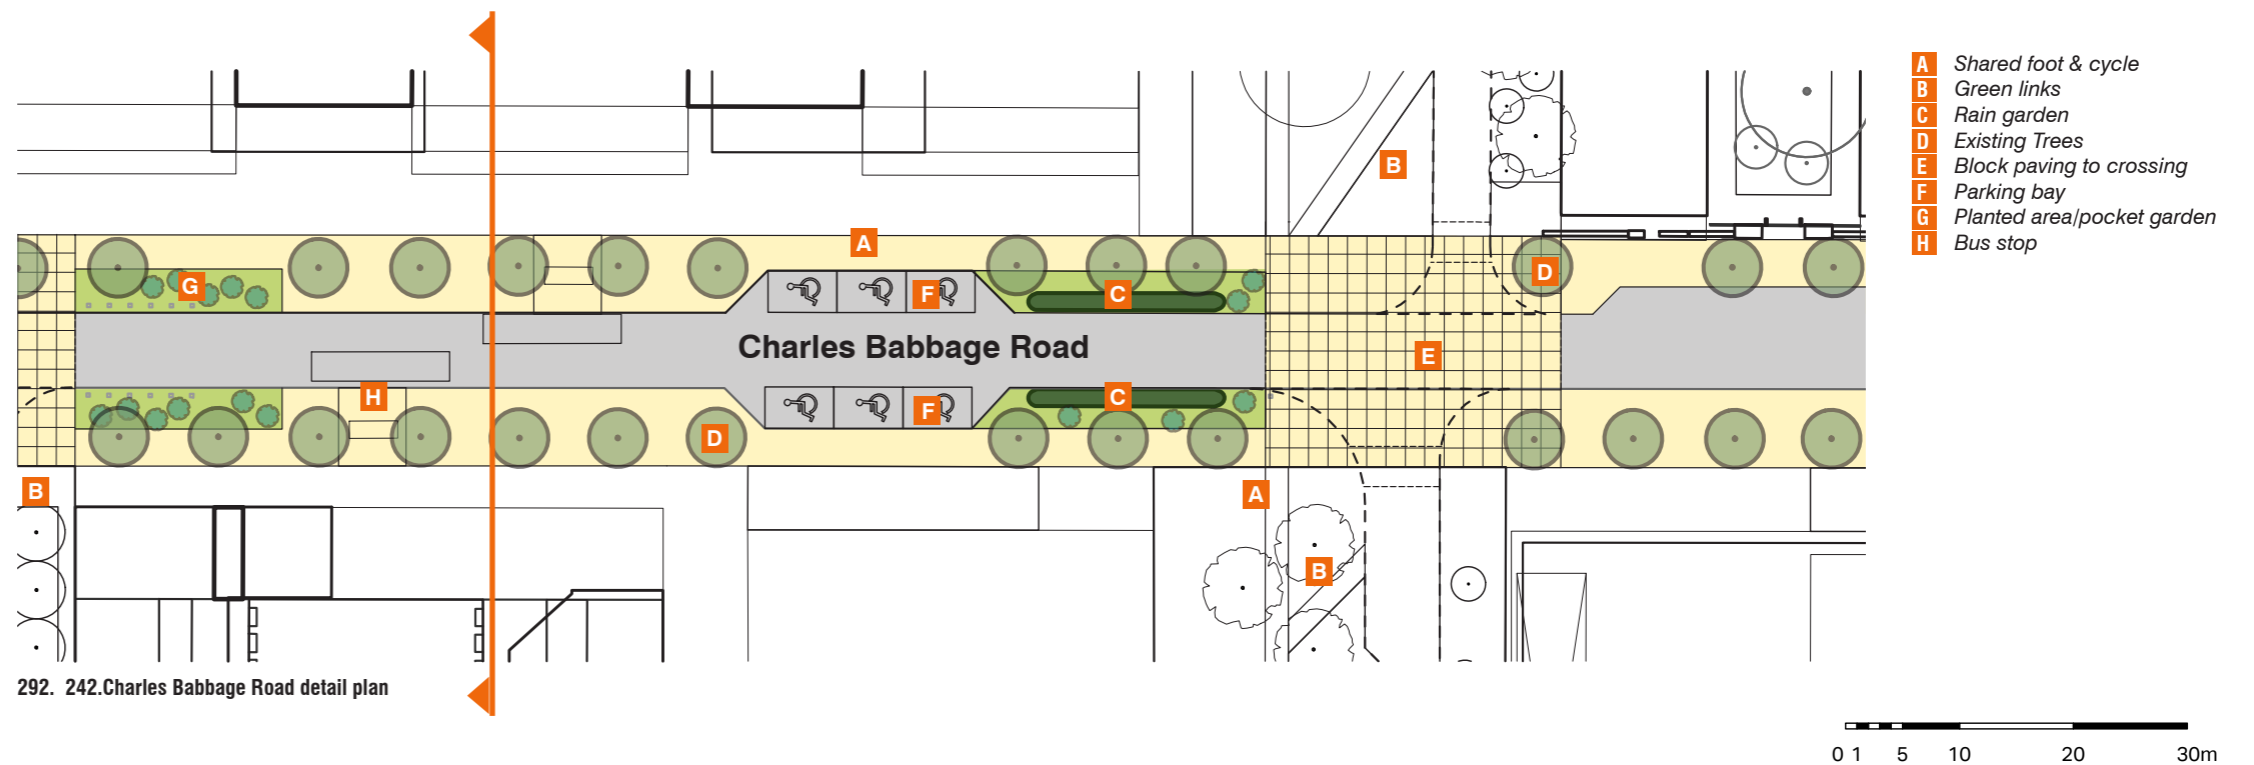 A Shared foot & cycle
B Green links
C Rain garden
D Existing Trees
E Block paving to crossing
F Parking bay
G Planted area/pocket garden
H Bus stop
B
A
D
G
F
C
Charles Babbage Road
E
H
F
C
D
B
A
B
292. 242.Charles Babbage Road detail plan
0 1 5 10 20 30m